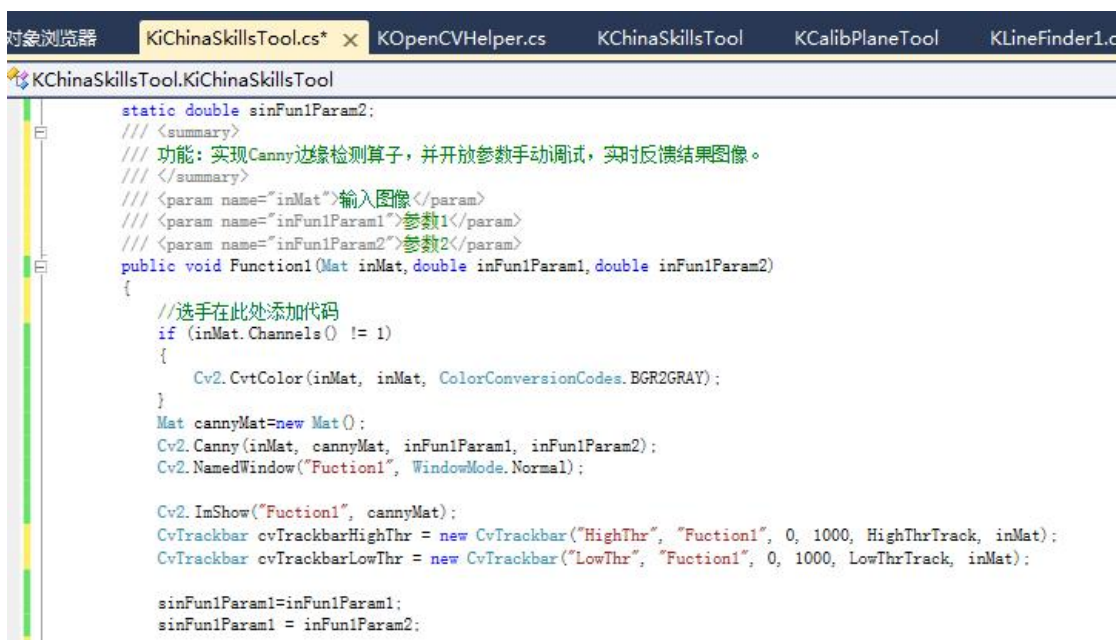 对象浏览器 KiChinaSkillsTool.cs* × KOpenCVHelper.cs KChinaSkillsTool KCalibPlaneTool KLineFinder1.c
KChinaSkillsTool.KiChinaSkillsTool
static double sinFun1Param2;
/// <summary>
/// 功能：实现Canny边缘检测算子，并开放参数手动调试，实时反馈结果图像。
/// </summary>
/// <param name="inMat">输入图像</param>
/// <param name="inFun1Param1">参数1</param>
/// <param name="inFun1Param2">参数2</param>
public void Function1(Mat inMat,double inFun1Param1,double inFun1Param2)
{
//选手在此处添加代码
if (inMat.Channels() != 1)
{
Cv2.CvtColor(inMat, inMat, ColorConversionCodes.BGR2GRAY);
}
Mat cannyMat=new Mat();
Cv2.Canny(inMat, cannyMat, inFun1Param1, inFun1Param2);
Cv2.NamedWindow("Fuction1", WindowMode.Normal);
Cv2.ImShow("Fuction1", cannyMat);
CvTrackbar cvTrackbarHighThr = new CvTrackbar("HighThr", "Fuction1", 0, 1000, HighThrTrack, inMat);
CvTrackbar cvTrackbarLowThr = new CvTrackbar("LowThr", "Fuction1", 0, 1000, LowThrTrack, inMat);
sinFun1Param1=inFun1Param1;
sinFun1Param1 = inFun1Param2;